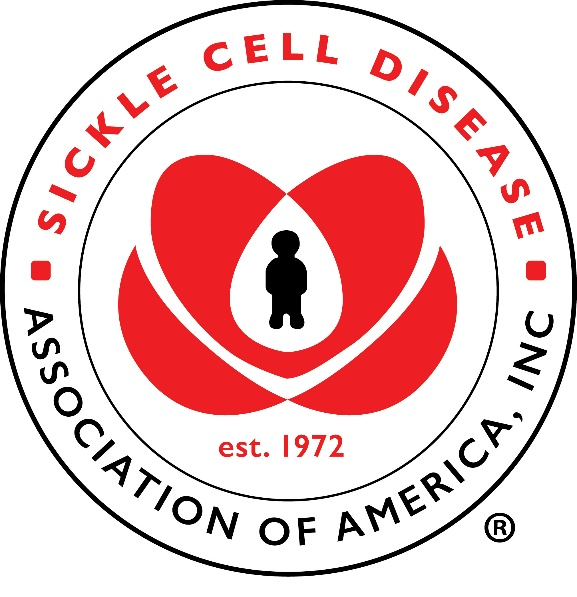 SICKLE CELL DISEASE
ASSOCIATION OF AMERICA, INC
est. 1972
®